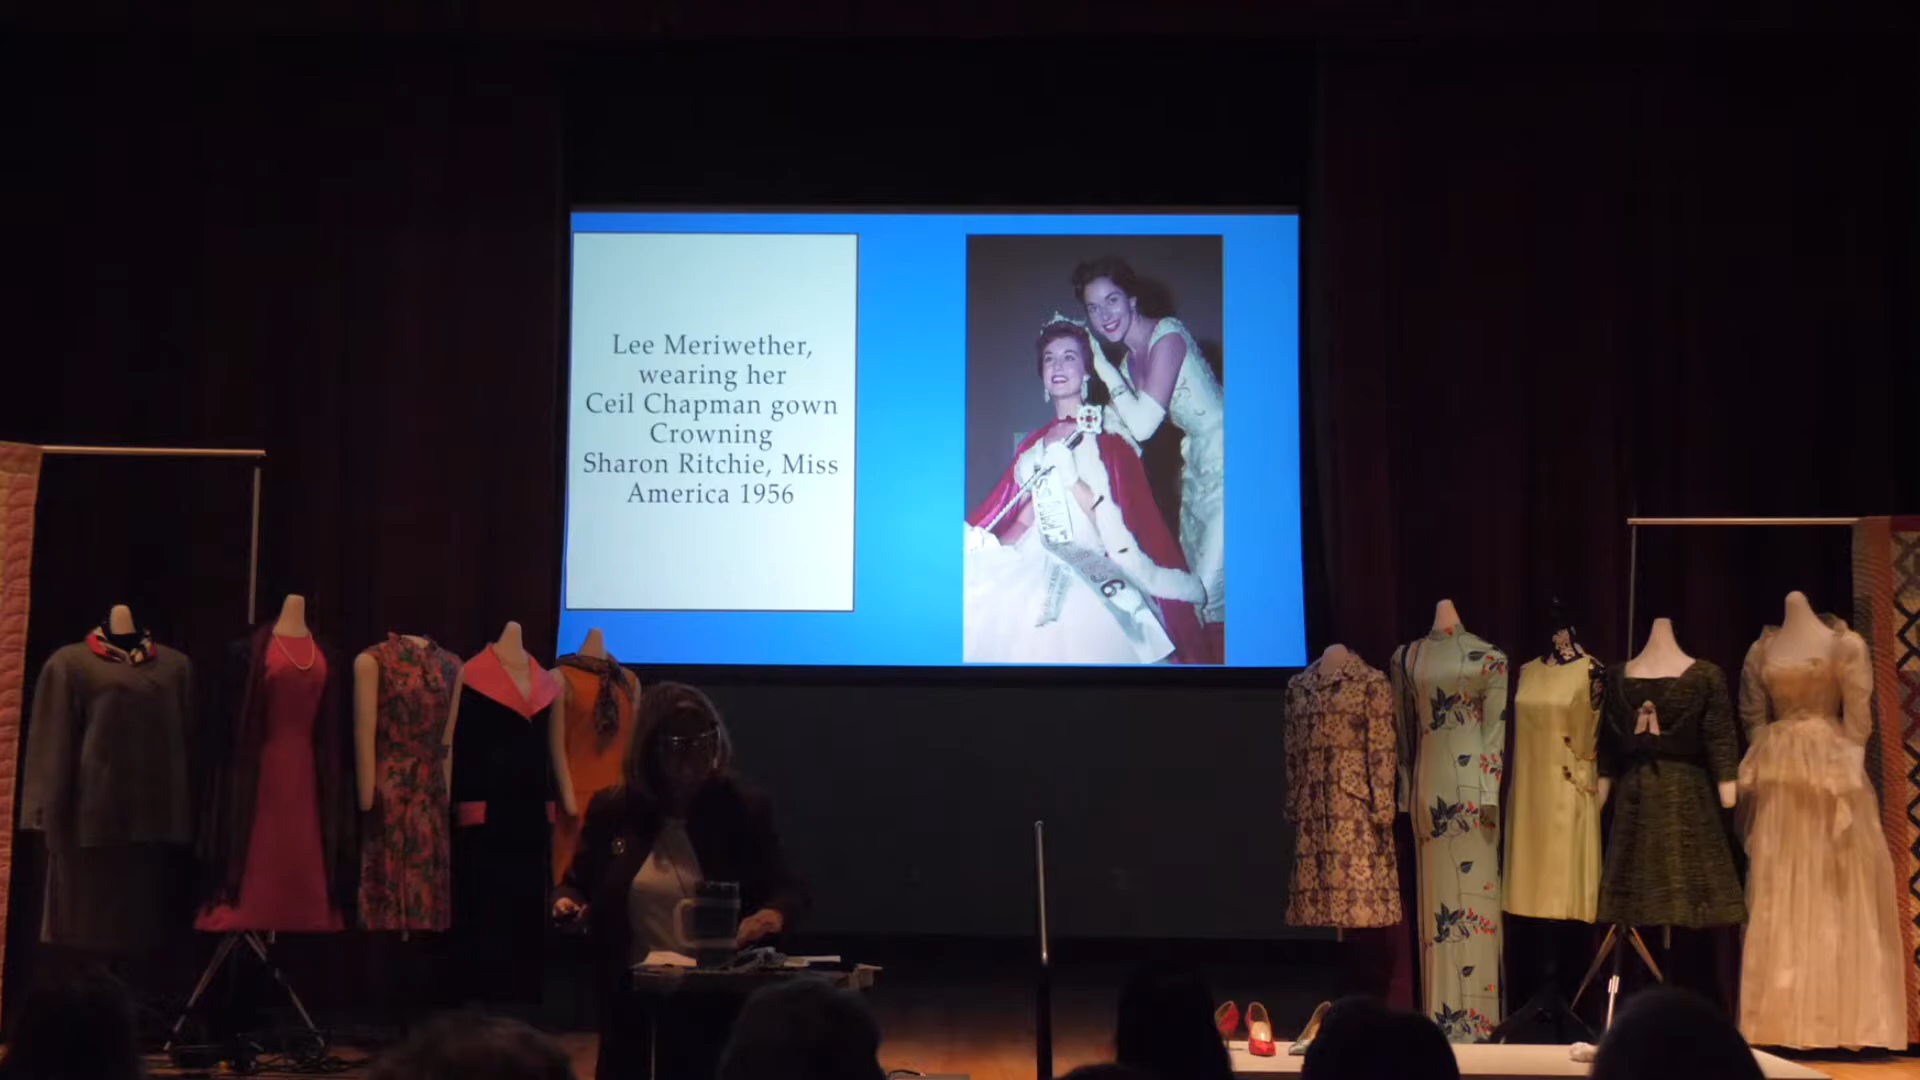 Lee Meriwether,
wearing her
Ceil Chapman gown
Crowning
Sharon Ritchie, Miss
America 1956